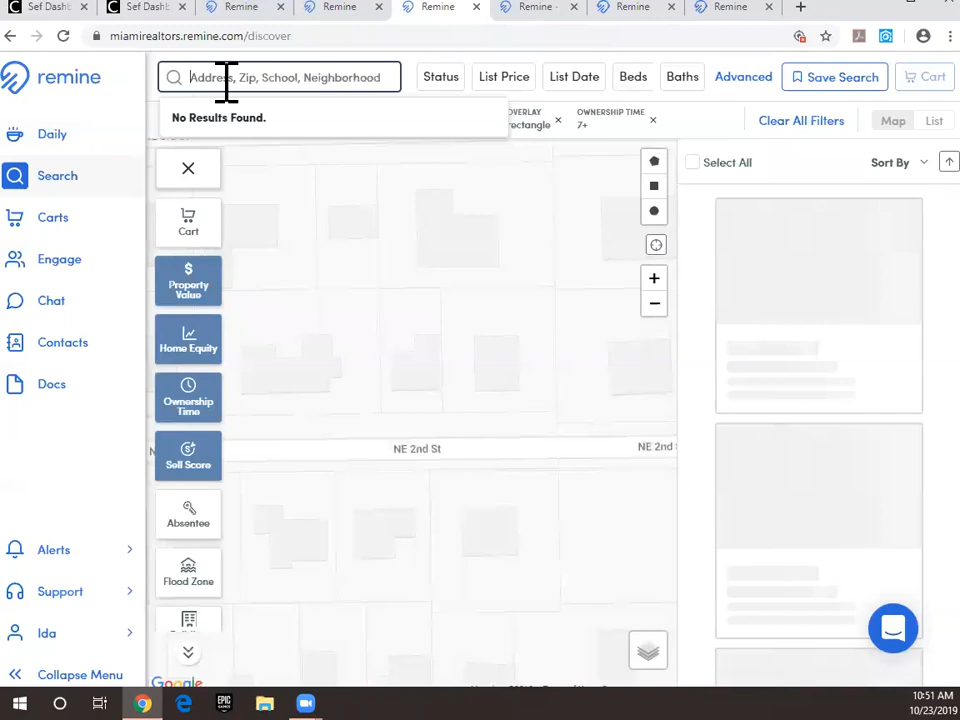 Sef Dashb
Sef Dashb
Remine
Remine
Remine
Remine -
Remine
Remine
miamirealtors.remine.com/discover
remine
Address, Zip, School, Neighborhood
Status
List Price
List Date
Beds
Baths
Advanced
Save Search
Cart
No Results Found.
OVERLAY
rectangle
OWNERSHIP TIME
7+
Clear All Filters
Map
List
Daily
Search
Carts
Engage
Chat
Contacts
Docs
Alerts
Support
Ida
Collapse Menu
Cart
$
Property
Value
Home Equity
Ownership
Time
Sell Score
Absentee
Flood Zone
NE 2nd St
NE 2nd
Google
Select All
Sort By
EPIC
GAMES
10:51 AM
10/23/2019